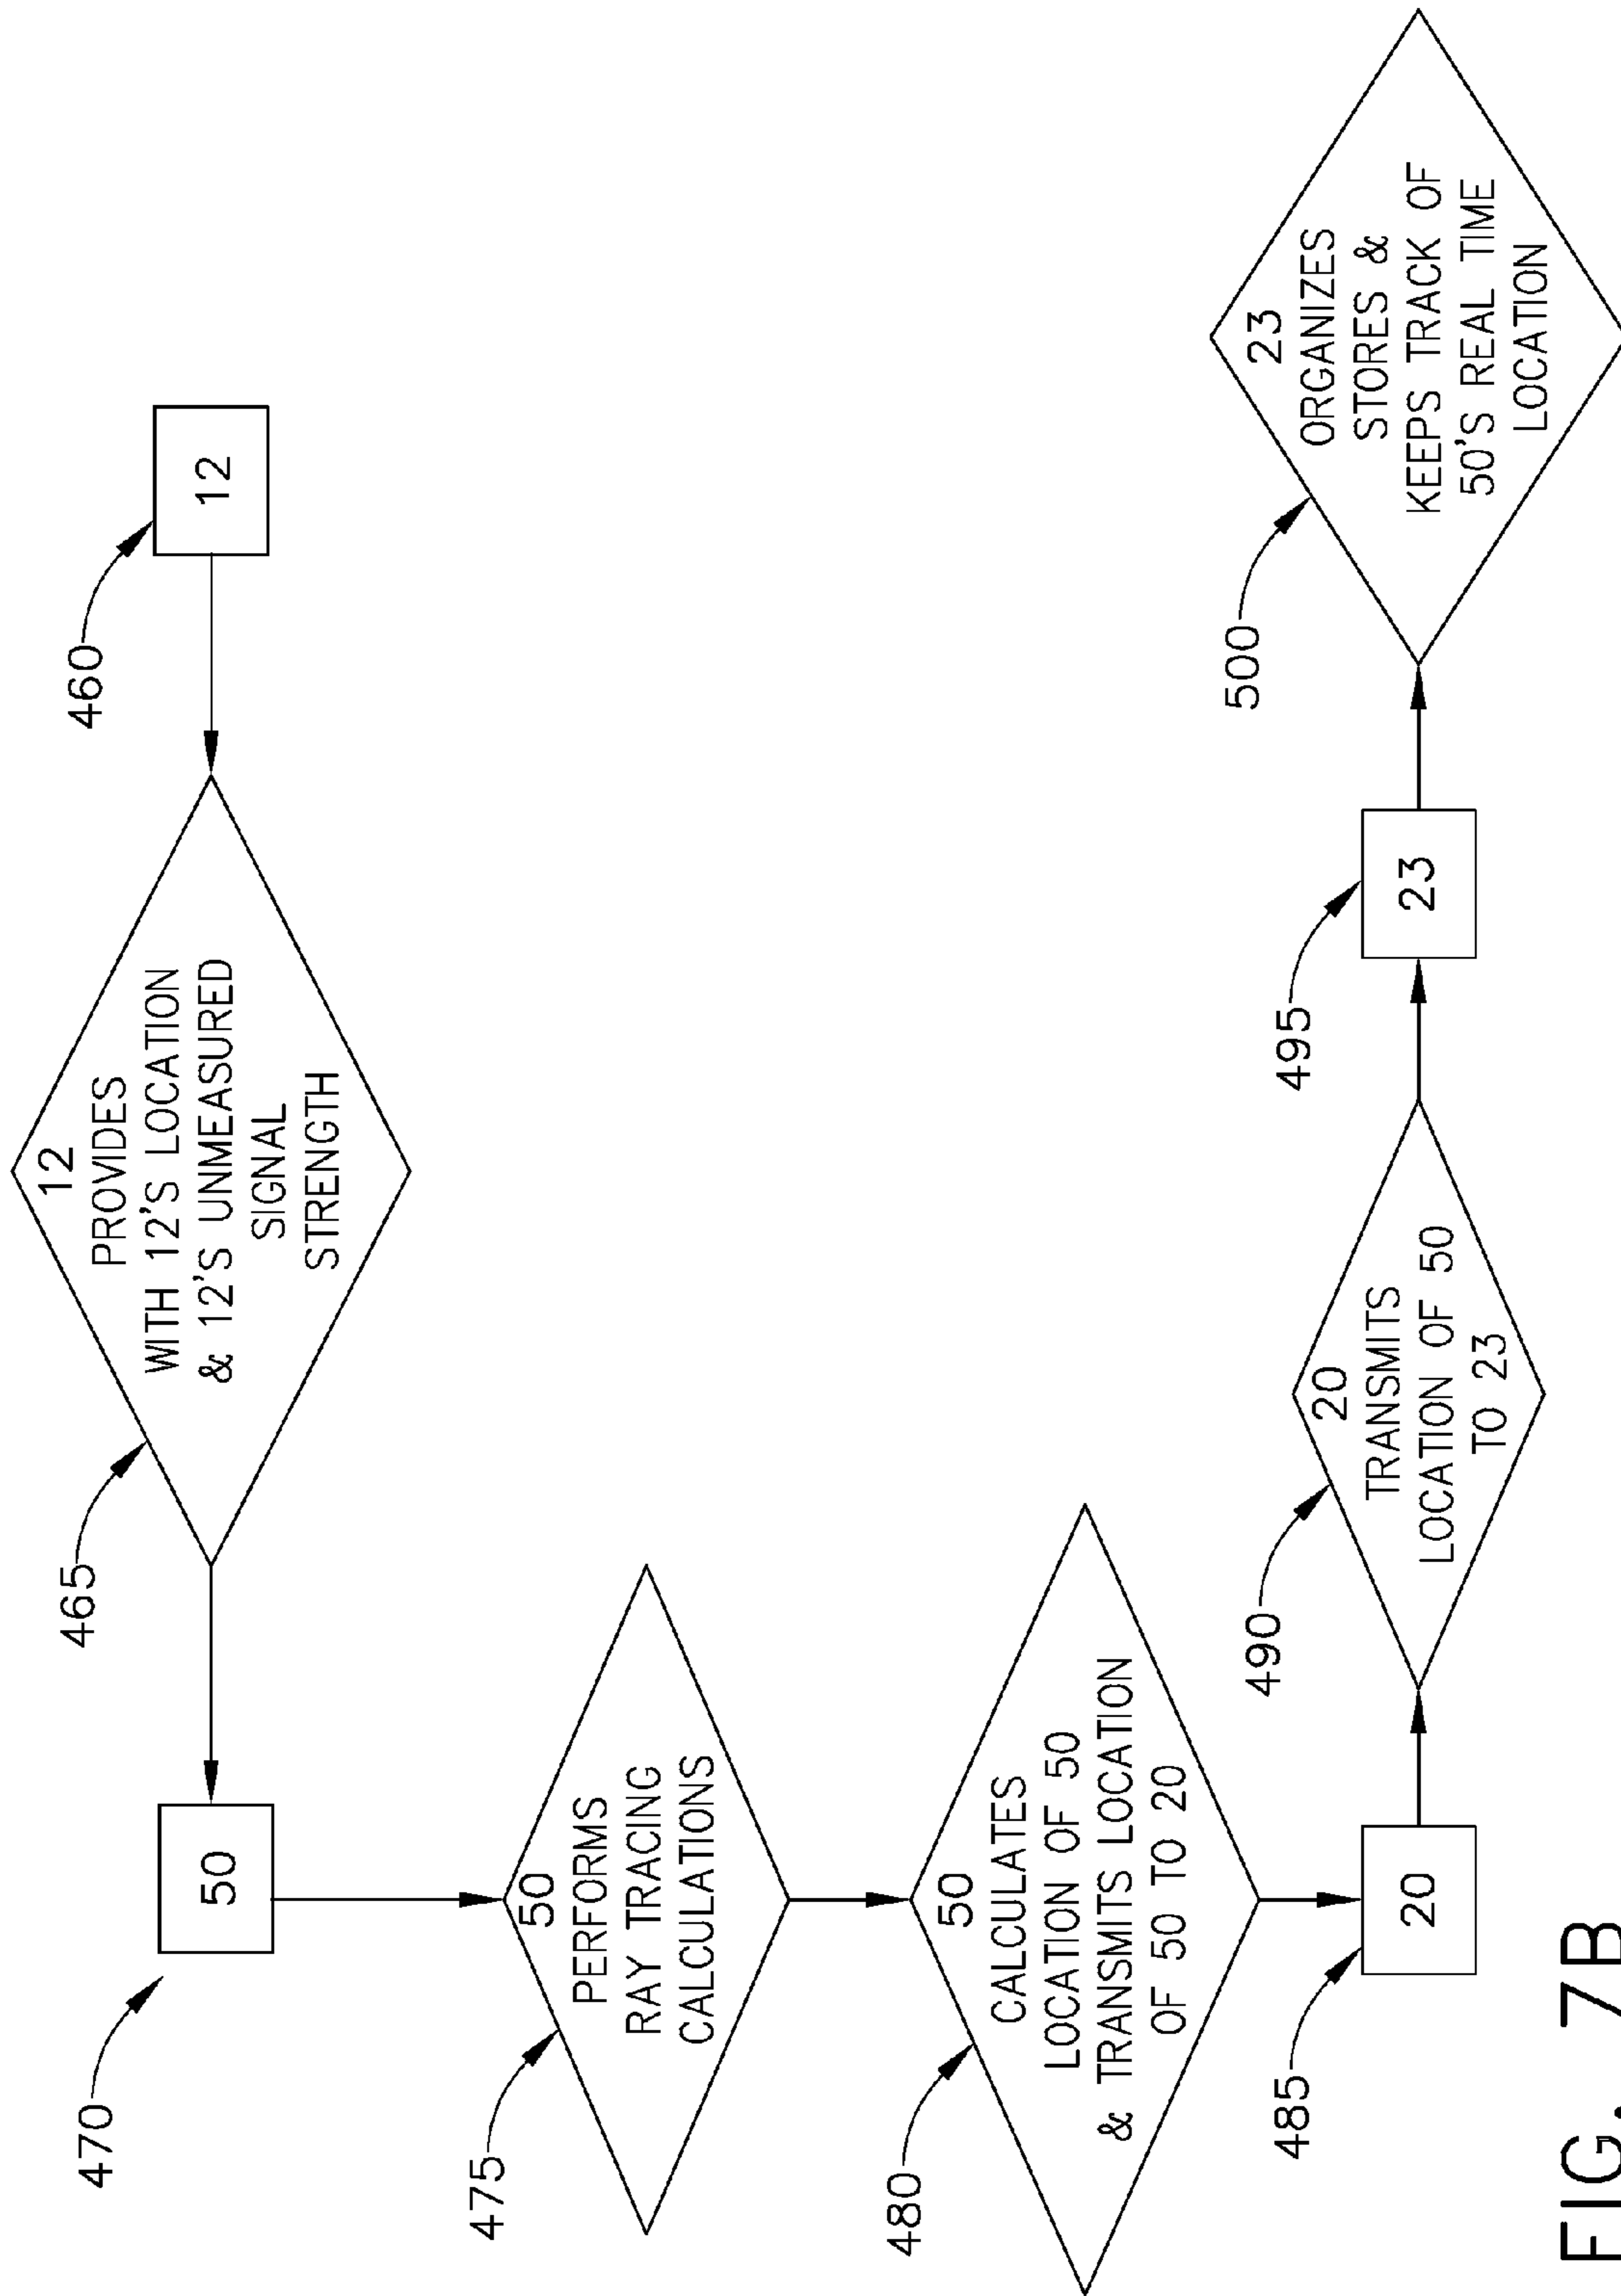 460
12
465
12
PROVIDES
WITH 12'S LOCATION
& 12'S UNMEASURED
SIGNAL
STRENGTH
470
50
475
50
PERFORMS
RAY TRACING
CALCULATIONS
480
50
CALCULATES
LOCATION OF 50
& TRANSMITS LOCATION
OF 50 TO 20
485
20
490
20
TRANSMITS
LOCATION OF 50
TO 23
495
23
500
23
ORGANIZES
STORES &
KEEPS TRACK OF
50'S REAL TIME
LOCATION
FIG. 7B